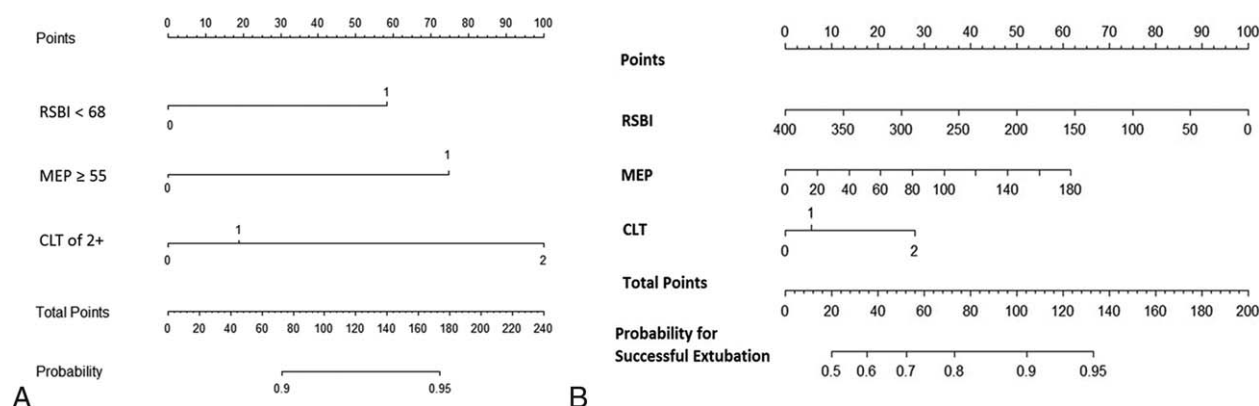 0 10 20 30 40 50 60 70 80 90 100
Points
1
RSBI < 68
0
1
MEP ≥ 55
0
1
CLT of 2+
0 2
Total Points
0 20 40 60 80 100 120 140 160 180 200 220 240
Probability
0.9 0.95
A
0 10 20 30 40 50 60 70 80 90 100
Points
RSBI
400 350 300 250 200 150 100 50 0
MEP
0 20 40 60 80 100 140 180
1
CLT
0 2
Total Points
0 20 40 60 80 100 120 140 160 180 200
Probability for
Successful Extubation
0.5 0.6 0.7 0.8 0.9 0.95
B